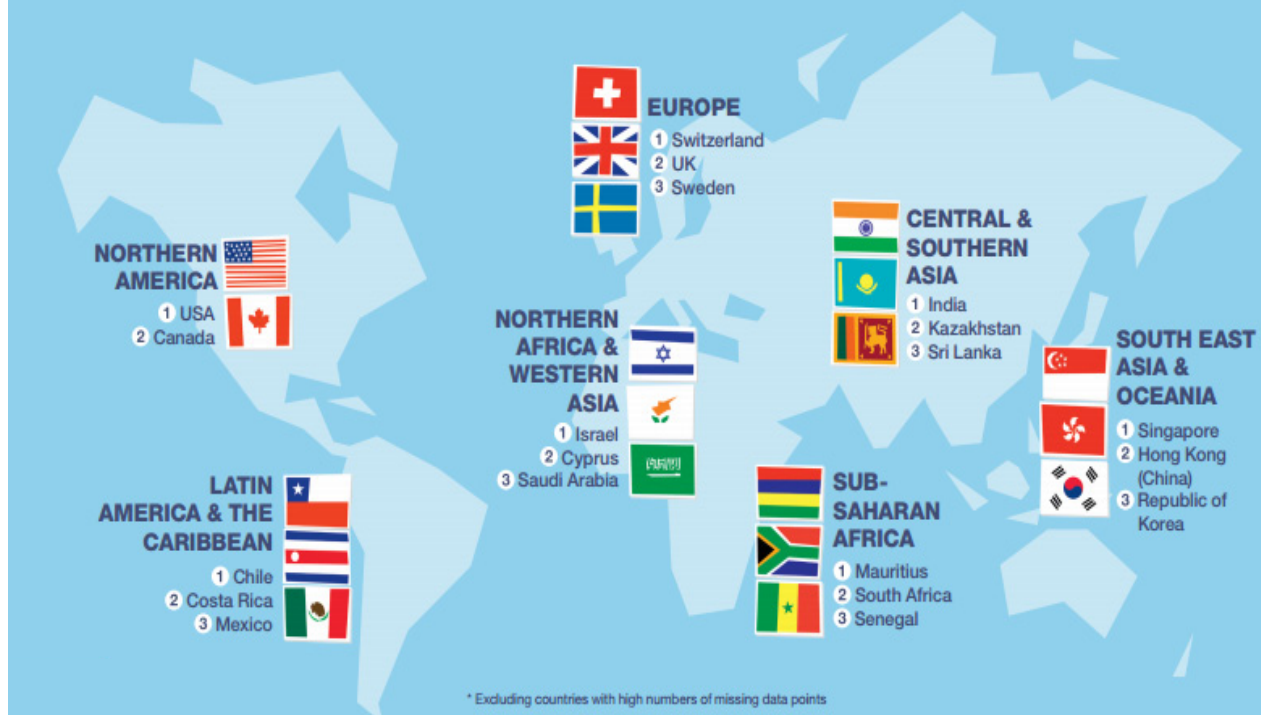 EUROPE
1 Switzerland
2 UK
3 Sweden
NORTHERN
AMERICA
1 USA
2 Canada
CENTRAL &
SOUTHERN
ASIA
1 India
2 Kazakhstan
3 Sri Lanka
NORTHERN
AFRICA &
WESTERN
ASIA
1 Israel
2 Cyprus
3 Saudi Arabia
SOUTH EAST
ASIA &
OCEANIA
1 Singapore
2 Hong Kong
(China)
3 Republic of
Korea
LATIN
AMERICA & THE
CARIBBEAN
1 Chile
2 Costa Rica
3 Mexico
SUB-
SAHARAN
AFRICA
1 Mauritius
2 South Africa
3 Senegal
* Excluding countries with high numbers of missing data points